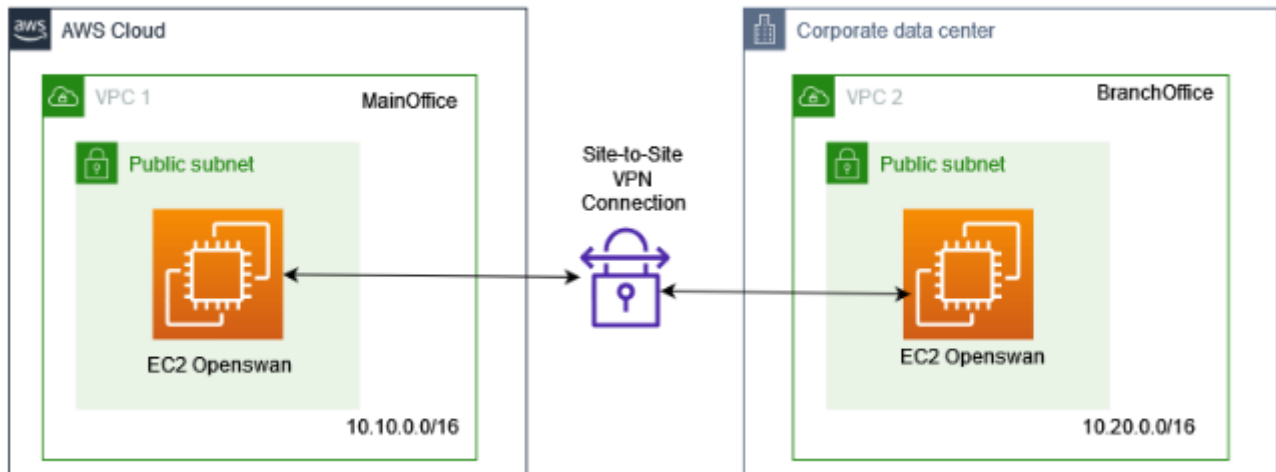 aws
AWS Cloud
VPC 1
MainOffice
Public subnet
EC2 Openswan
10.10.0.0/16
Site-to-Site
VPN
Connection
Corporate data center
VPC 2
BranchOffice
Public subnet
EC2 Openswan
10.20.0.0/16